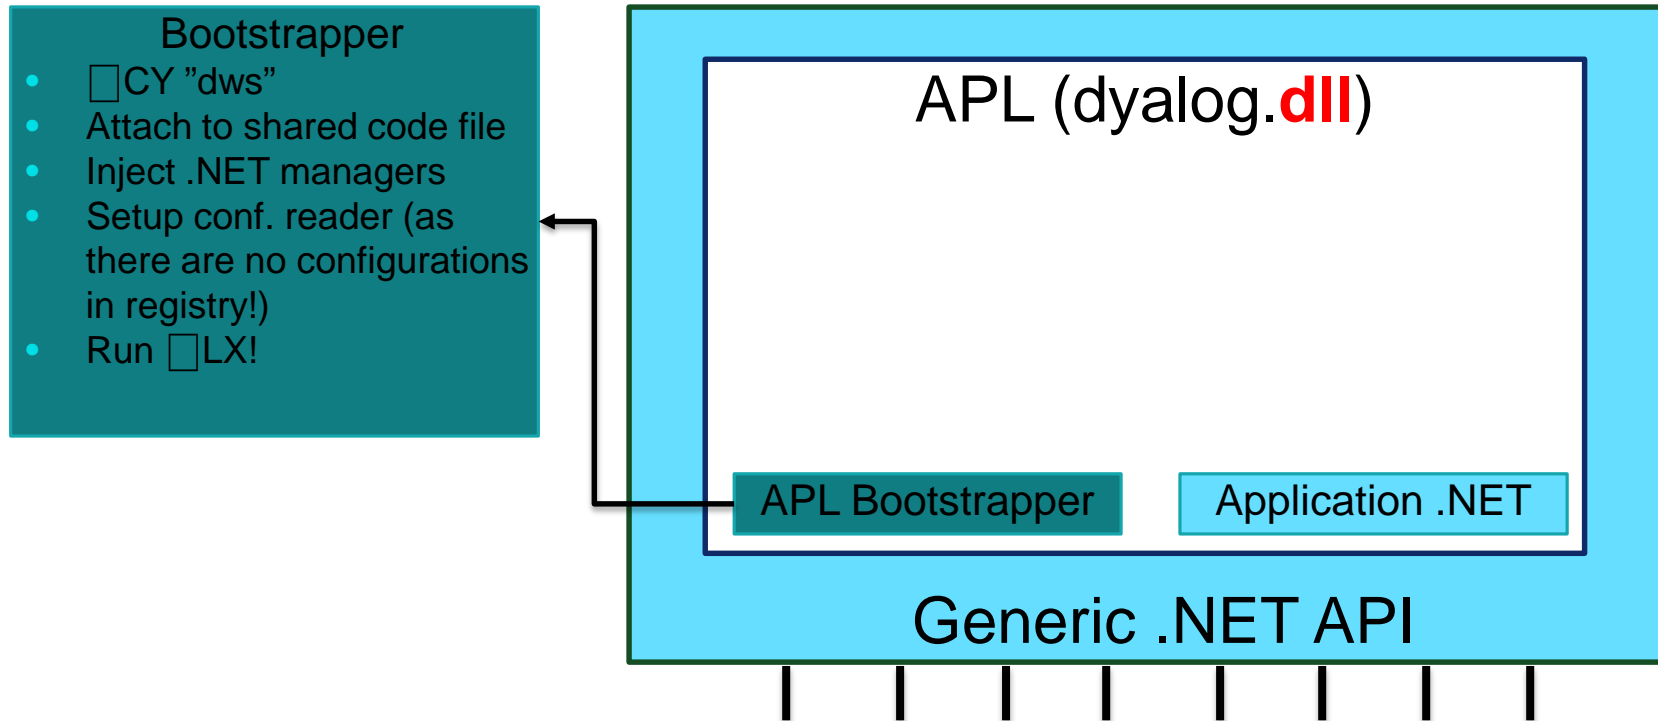 Bootstrapper
• ⎕CY ”dws”
• Attach to shared code file
• Inject .NET managers
• Setup conf. reader (as
there are no configurations
in registry!)
• Run ⎕LX!
APL (dyalog.dll)
APL Bootstrapper
Application .NET
Generic .NET API